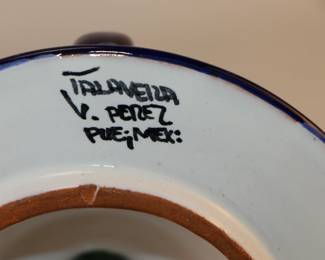 TALAVERA
V. PEREZ
PUE; MEX: